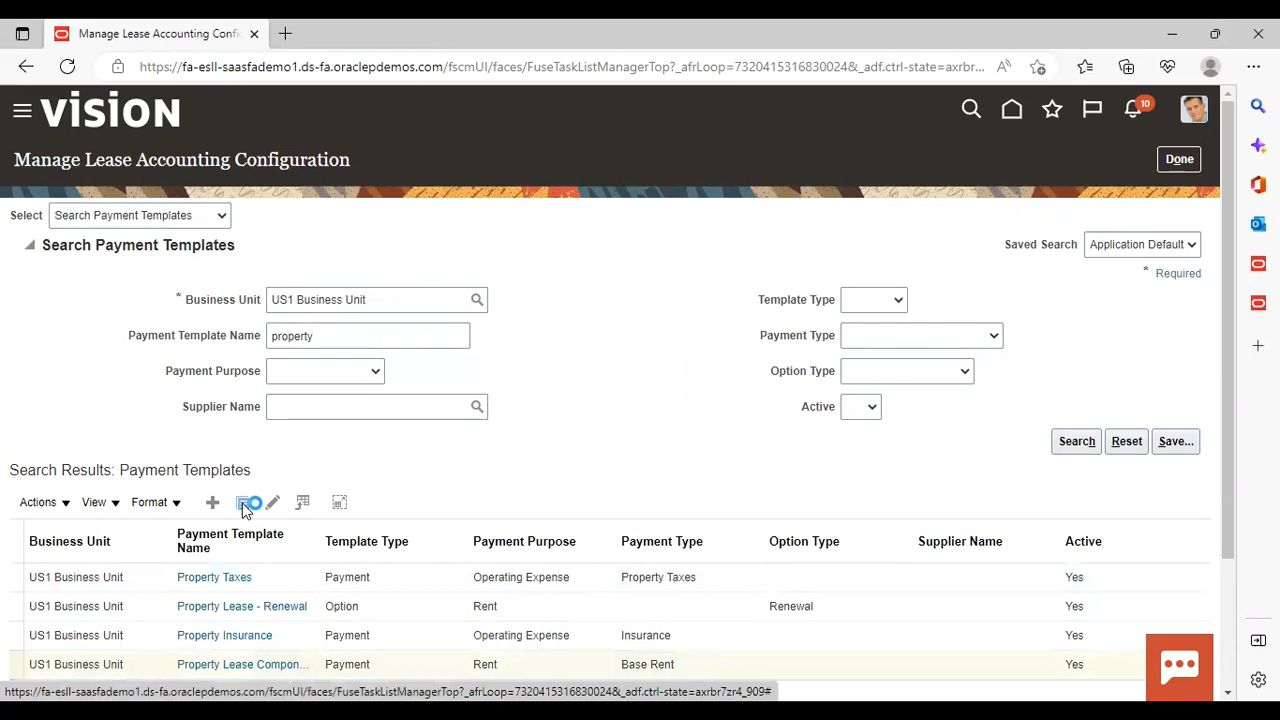 Manage Lease Accounting Confi
https://fa-esll-saasfademo1.ds-fa.oraclepdemos.com/fscmUI/faces/FuseTaskListManagerTop?_afrLoop=7320415316830024&_adf.ctrl-state=axrbr...
VISION
10
Manage Lease Accounting Configuration
Done
Select Search Payment Templates
Search Payment Templates
Saved Search Application Default
* Required
* Business Unit US1 Business Unit
Template Type
Payment Template Name property
Payment Type
Payment Purpose
Option Type
Supplier Name
Active
Search Reset Save...
Search Results: Payment Templates
Actions View Format
Business Unit Payment Template Name Template Type Payment Purpose Payment Type Option Type Supplier Name Active
US1 Business Unit Property Taxes Payment Operating Expense Property Taxes Yes
US1 Business Unit Property Lease - Renewal Option Rent Renewal Yes
US1 Business Unit Property Insurance Payment Operating Expense Insurance Yes
US1 Business Unit Property Lease Compon... Payment Rent Base Rent Yes
https://fa-esll-saasfademo1.ds-fa.oraclepdemos.com/fscmUI/faces/FuseTaskListManagerTop?_afrLoop=7320415316830024&_adf.ctrl-state=axrbr7zr4_909#